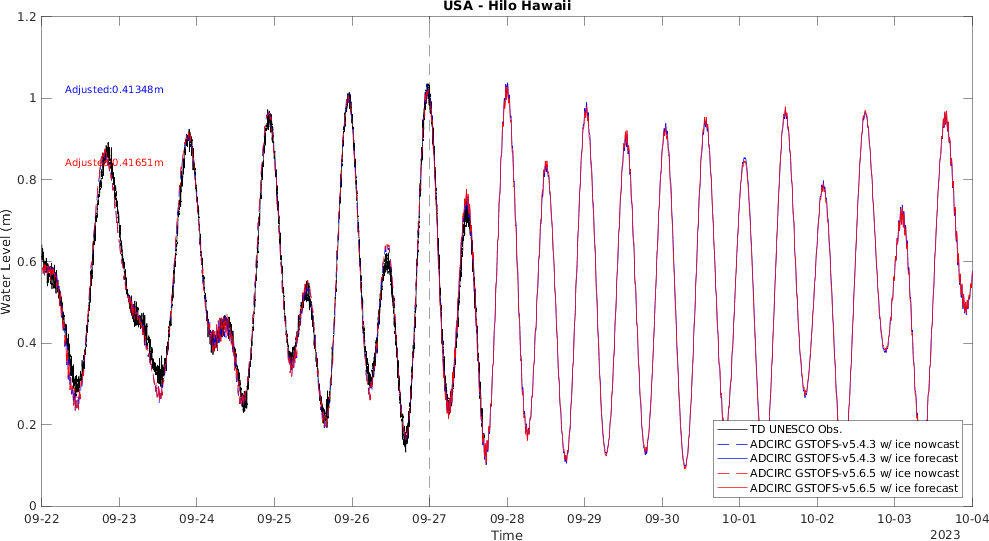 USA - Hilo Hawaii
1.2
1
0.8
0.6
0.4
0.2
0
Water Level (m)
Adjusted:0.41348m
Adjusted:0.41651m
TD UNESCO Obs.
ADCIRC GSTOFS-v5.4.3 w/ ice nowcast
ADCIRC GSTOFS-v5.4.3 w/ ice forecast
ADCIRC GSTOFS-v5.6.5 w/ ice nowcast
ADCIRC GSTOFS-v5.6.5 w/ ice forecast
09-22 09-23 09-24 09-25 09-26 09-27 09-28 09-29 09-30 10-01 10-02 10-03 10-04
Time
2023